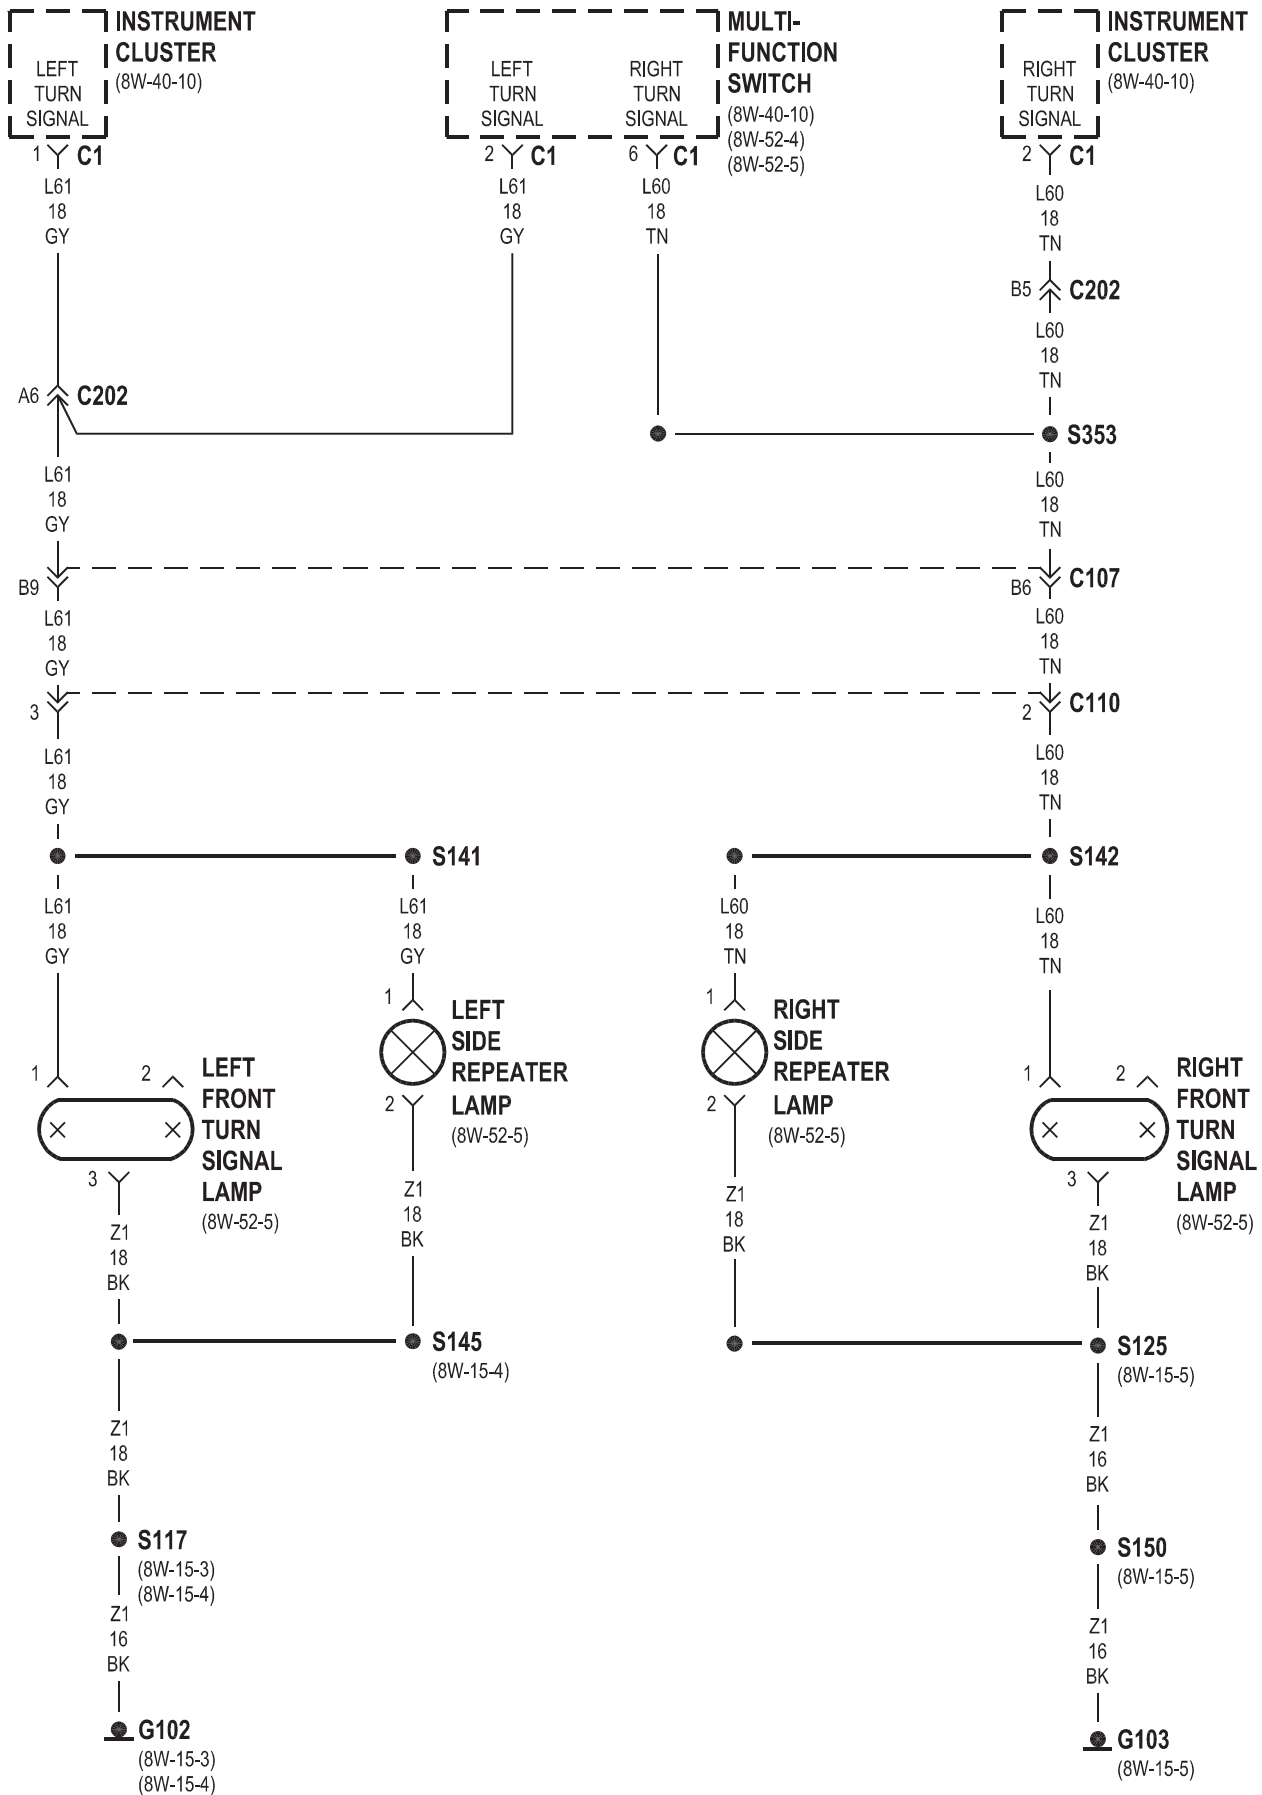 INSTRUMENT
CLUSTER
(8W-40-10)
LEFT
TURN
SIGNAL
1
C1
L61
18
GY
MULTI-
FUNCTION
SWITCH
(8W-40-10)
(8W-52-4)
(8W-52-5)
LEFT
TURN
SIGNAL
2
C1
L61
18
GY
RIGHT
TURN
SIGNAL
6
C1
L60
18
TN
INSTRUMENT
CLUSTER
(8W-40-10)
RIGHT
TURN
SIGNAL
2
C1
L60
18
TN
B5
C202
L60
18
TN
A6
C202
S353
L61
18
GY
L60
18
TN
B9
B6
C107
L61
18
GY
L60
18
TN
3
2
C110
L61
18
GY
L60
18
TN
S141
S142
L61
18
GY
L61
18
GY
L60
18
TN
L60
18
TN
1
LEFT
SIDE
REPEATER
LAMP
(8W-52-5)
2
1
RIGHT
SIDE
REPEATER
LAMP
(8W-52-5)
2
1
2
LEFT
FRONT
TURN
SIGNAL
LAMP
(8W-52-5)
3
1
2
RIGHT
FRONT
TURN
SIGNAL
LAMP
(8W-52-5)
3
Z1
18
BK
Z1
18
BK
Z1
18
BK
Z1
18
BK
S145
(8W-15-4)
S125
(8W-15-5)
Z1
18
BK
Z1
16
BK
S117
(8W-15-3)
(8W-15-4)
S150
(8W-15-5)
Z1
16
BK
Z1
16
BK
G102
(8W-15-3)
(8W-15-4)
G103
(8W-15-5)